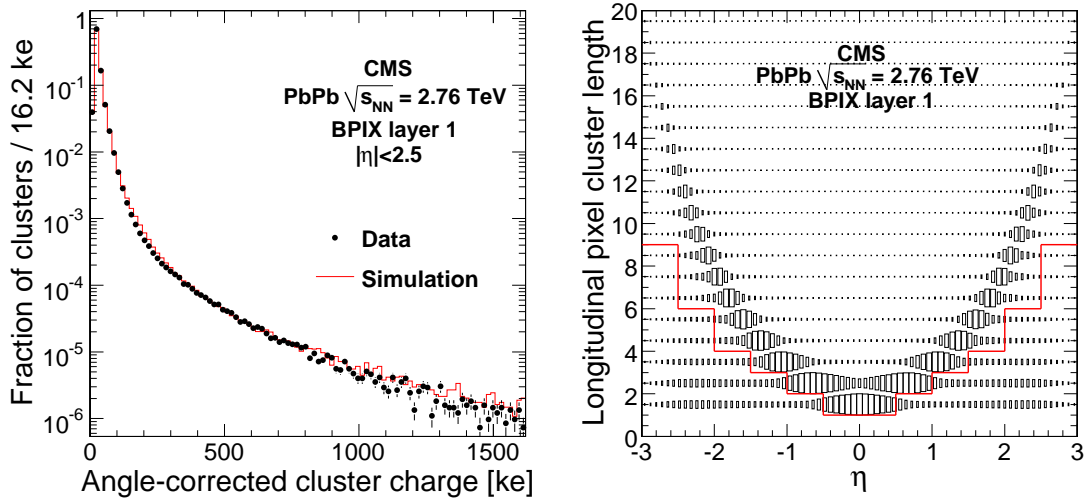 Fraction of clusters / 16.2 ke
1
10^-1
10^-2
10^-3
10^-4
10^-5
10^-6
CMS
PbPb √s_NN = 2.76 TeV
BPIX layer 1
|η|<2.5
Data
Simulation
0 500 1000 1500
Angle-corrected cluster charge [ke]
Longitudinal pixel cluster length
20
18
16
14
12
10
8
6
4
2
0
CMS
PbPb √s_NN = 2.76 TeV
BPIX layer 1
-3 -2 -1 0 1 2 3
η